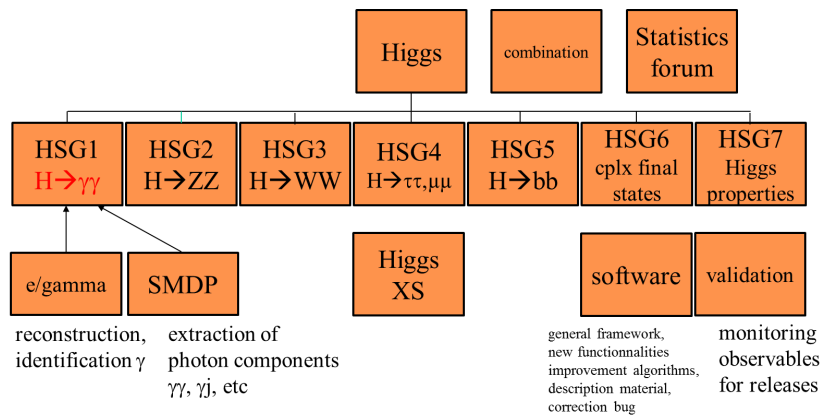 Higgs
combination
Statistics
forum
HSG1
H→γγ
HSG2
H→ZZ
HSG3
H→WW
HSG4
H→ττ,μμ
HSG5
H→bb
HSG6
cplx final
states
HSG7
Higgs
properties
e/gamma
SMDP
Higgs
XS
software
validation
reconstruction,
identification γ
extraction of
photon components
γγ, γj, etc
general framework,
new functionnalities
improvement algorithms,
description material,
correction bug
monitoring
observables
for releases